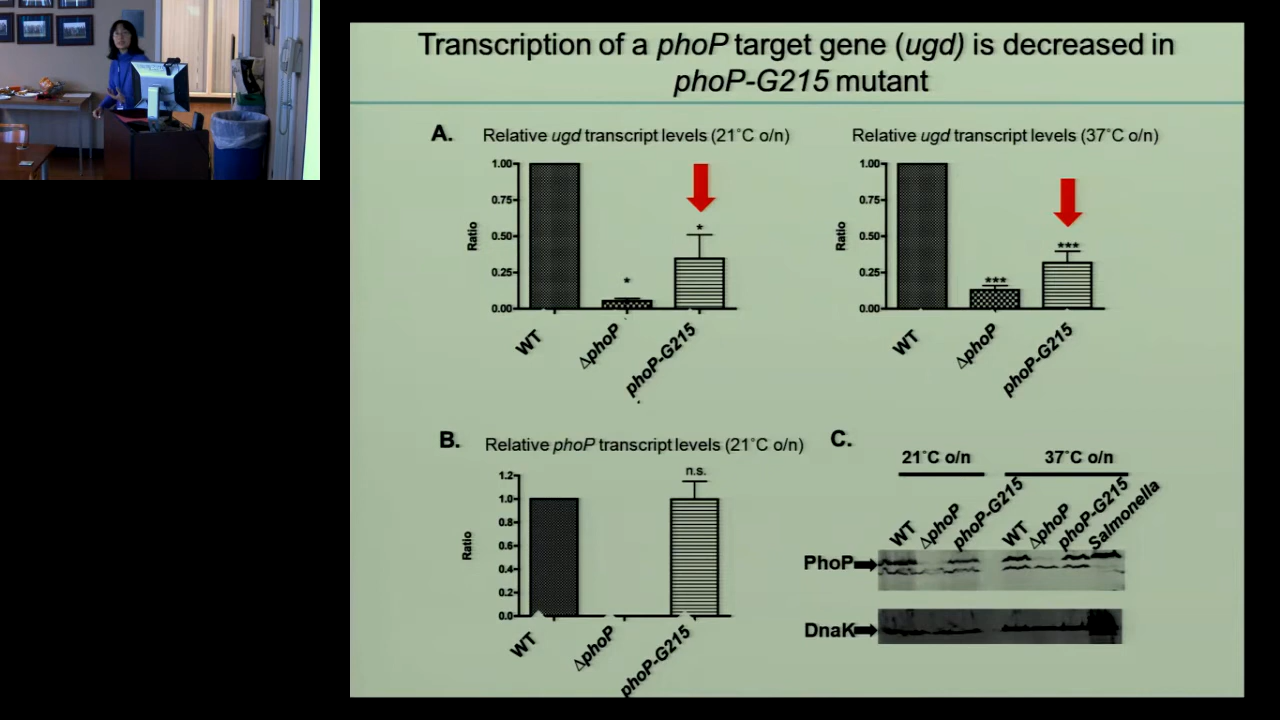 Transcription of a phoP target gene (ugd) is decreased in
phoP-G215 mutant
A. Relative ugd transcript levels (21˚C o/n)
1.00
0.75
0.50
0.25
0.00
Ratio
*
*
WT
ΔphoP
phoP-G215
Relative ugd transcript levels (37˚C o/n)
1.00
0.75
0.50
0.25
0.00
Ratio
***
***
WT
ΔphoP
phoP-G215
B. Relative phoP transcript levels (21˚C o/n)
1.2
1.0
0.8
0.6
0.4
0.2
0.0
Ratio
n.s.
WT
ΔphoP
phoP-G215
C.
21˚C o/n
37˚C o/n
WT
ΔphoP
phoP-G215
WT
ΔphoP
phoP-G215
Salmonella
PhoP
DnaK